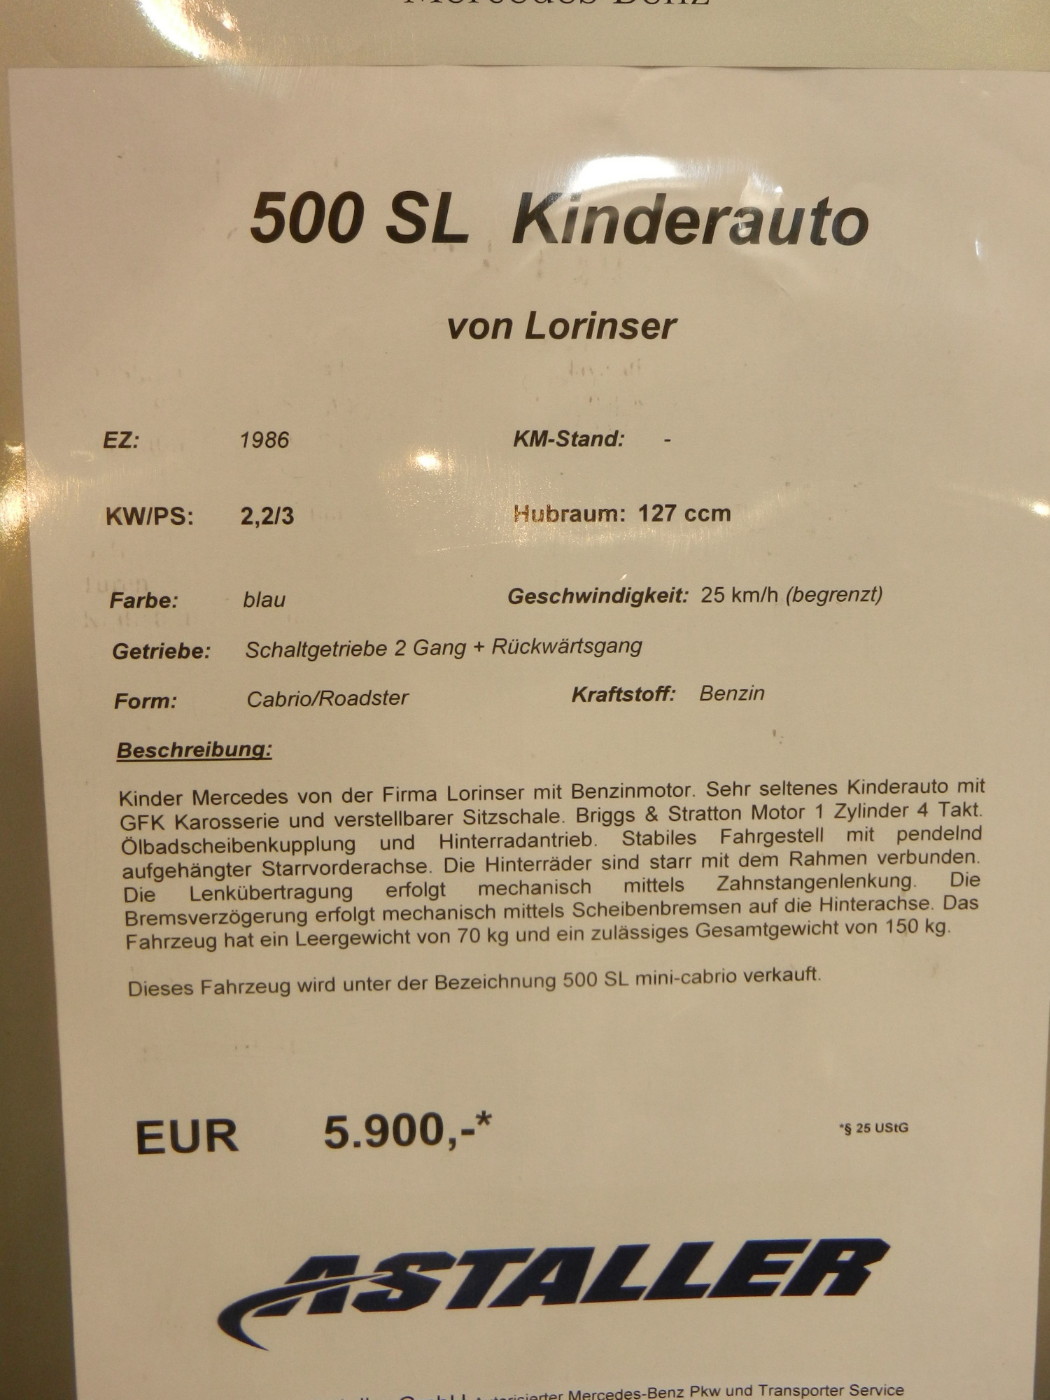 Mercedes-Benz
500 SL Kinderauto
von Lorinser
EZ: 1986 KM-Stand: -
KW/PS: 2,2/3 Hubraum: 127 ccm
Farbe: blau Geschwindigkeit: 25 km/h (begrenzt)
Getriebe: Schaltgetriebe 2 Gang + Rückwärtsgang
Form: Cabrio/Roadster Kraftstoff: Benzin
Beschreibung:
Kinder Mercedes von der Firma Lorinser mit Benzinmotor. Sehr seltenes Kinderauto mit
GFK Karosserie und verstellbarer Sitzschale. Briggs & Stratton Motor 1 Zylinder 4 Takt.
Ölbadscheibenkupplung und Hinterradantrieb. Stabiles Fahrgestell mit pendelnd
aufgehängter Starrvorderachse. Die Hinterräder sind starr mit dem Rahmen verbunden.
Die Lenkübertragung erfolgt mechanisch mittels Zahnstangenlenkung. Die
Bremsverzögerung erfolgt mechanisch mittels Scheibenbremsen auf die Hinterachse. Das
Fahrzeug hat ein Leergewicht von 70 kg und ein zulässiges Gesamtgewicht von 150 kg.
Dieses Fahrzeug wird unter der Bezeichnung 500 SL mini-cabrio verkauft.
EUR 5.900,-* *§ 25 UStG
ASTALLER
GmbH Autorisierter Mercedes-Benz Pkw und Transporter Service